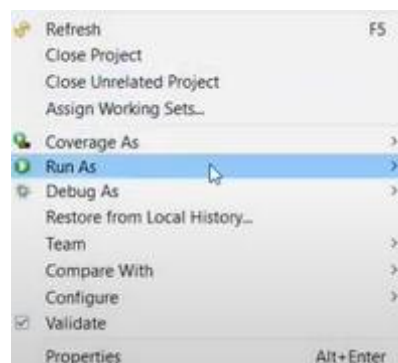 Refresh F5
Close Project
Close Unrelated Project
Assign Working Sets...
Coverage As
Run As
Debug As
Restore from Local History...
Team
Compare With
Configure
Validate
Properties Alt+Enter